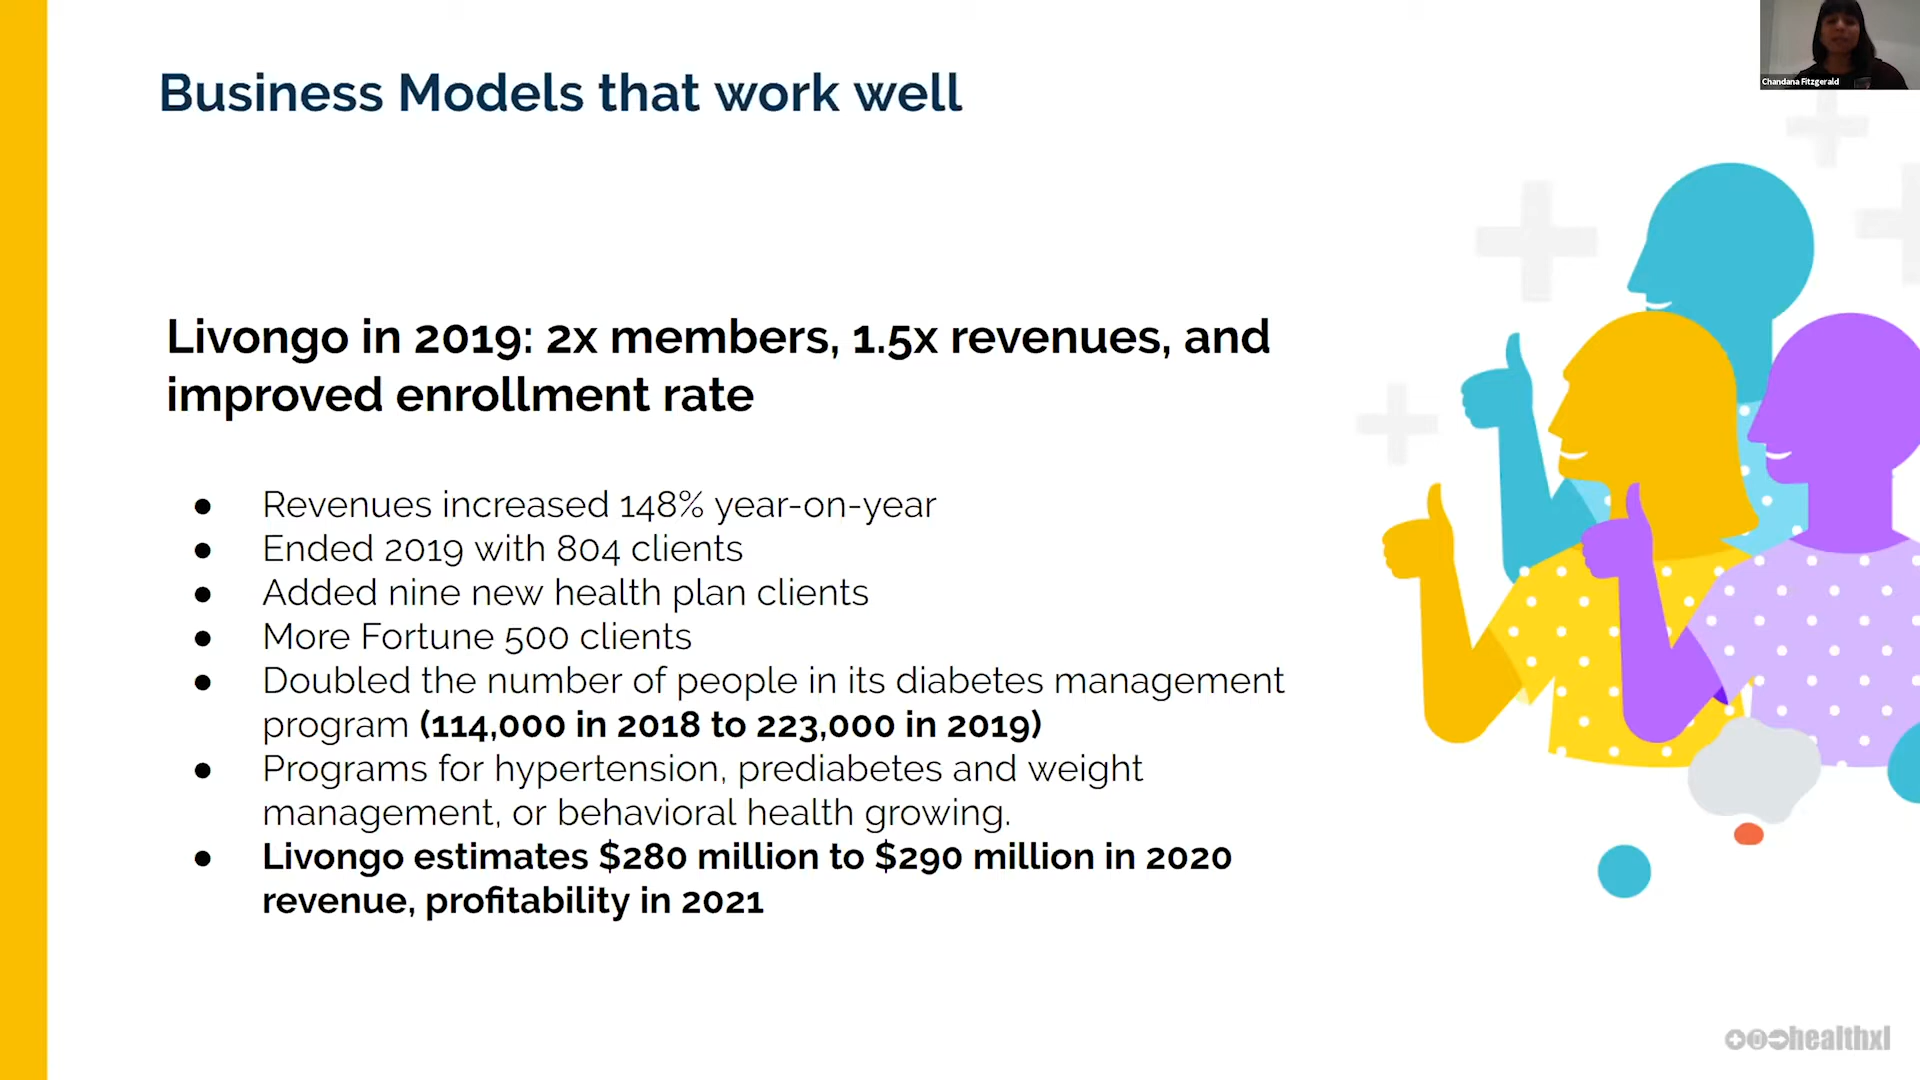 Business Models that work well
Chandana Fitzgerald
Livongo in 2019: 2x members, 1.5x revenues, and
improved enrollment rate
● Revenues increased 148% year-on-year
● Ended 2019 with 804 clients
● Added nine new health plan clients
● More Fortune 500 clients
● Doubled the number of people in its diabetes management
program (114,000 in 2018 to 223,000 in 2019)
● Programs for hypertension, prediabetes and weight
management, or behavioral health growing.
● Livongo estimates $280 million to $290 million in 2020
revenue, profitability in 2021
healthxl